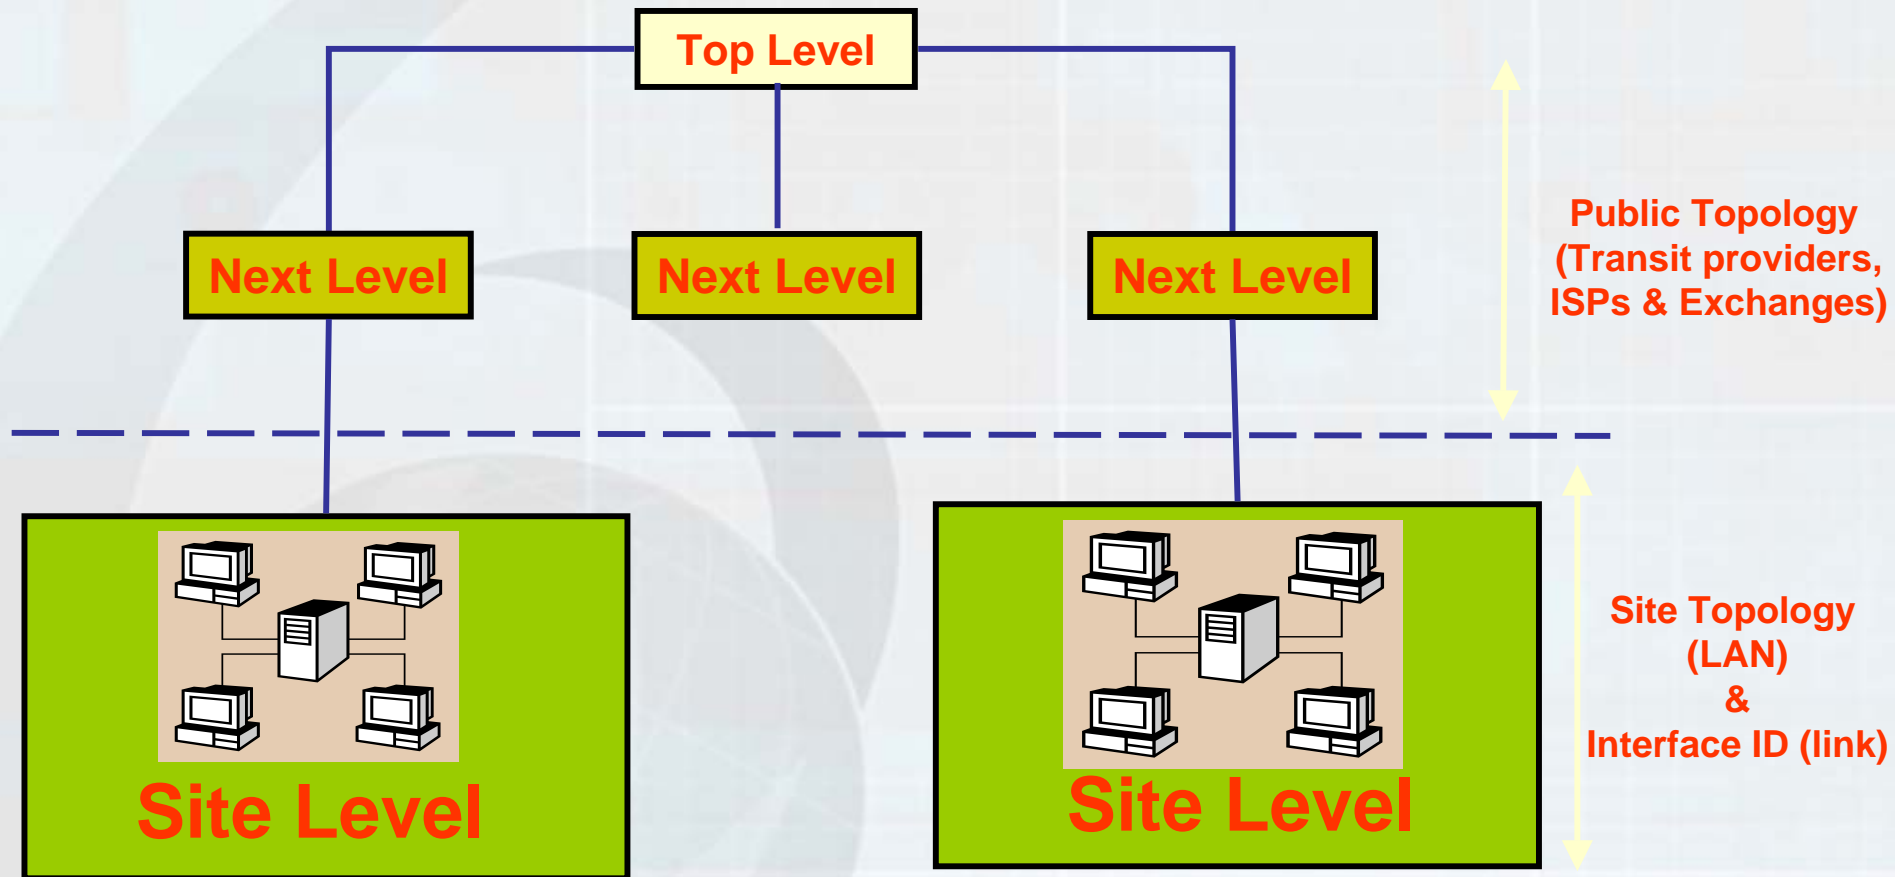 Top Level
Next Level
Next Level
Next Level
Public Topology
(Transit providers,
ISPs & Exchanges)
Site Level
Site Level
Site Topology
(LAN)
&
Interface ID (link)